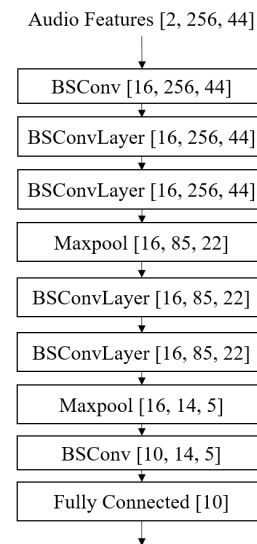 Audio Features [2, 256, 44]
BSConv [16, 256, 44]
BSConvLayer [16, 256, 44]
BSConvLayer [16, 256, 44]
Maxpool [16, 85, 22]
BSConvLayer [16, 85, 22]
BSConvLayer [16, 85, 22]
Maxpool [16, 14, 5]
BSConv [10, 14, 5]
Fully Connected [10]